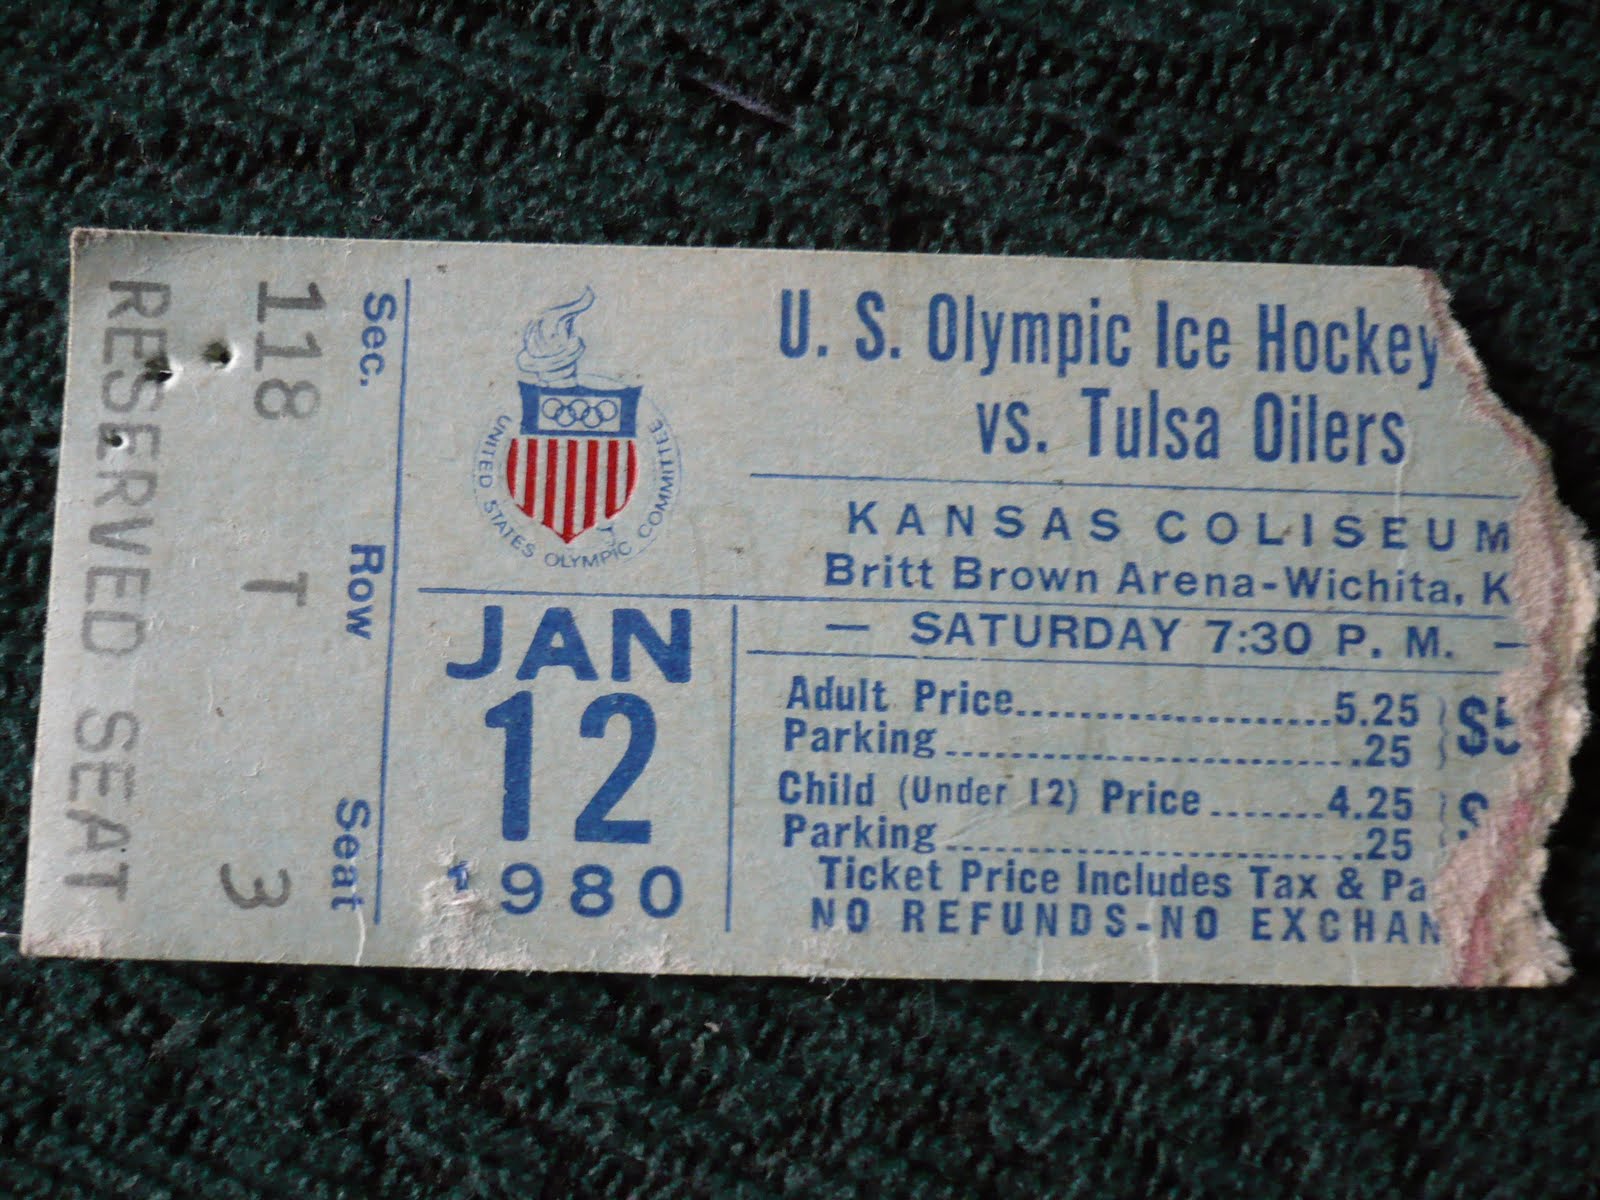 Sec. Row Seat
118 T 3
RESERVED SEAT
UNITED STATES OLYMPIC COMMITTEE
U. S. Olympic Ice Hockey
vs. Tulsa Oilers
KANSAS COLISEUM
Britt Brown Arena-Wichita, K
— SATURDAY 7:30 P. M. —
JAN
12
1980
Adult Price....................5.25
Parking..........................25
Child (Under 12) Price.......4.25
Parking..........................25
Ticket Price Includes Tax & Pa
NO REFUNDS-NO EXCHAN